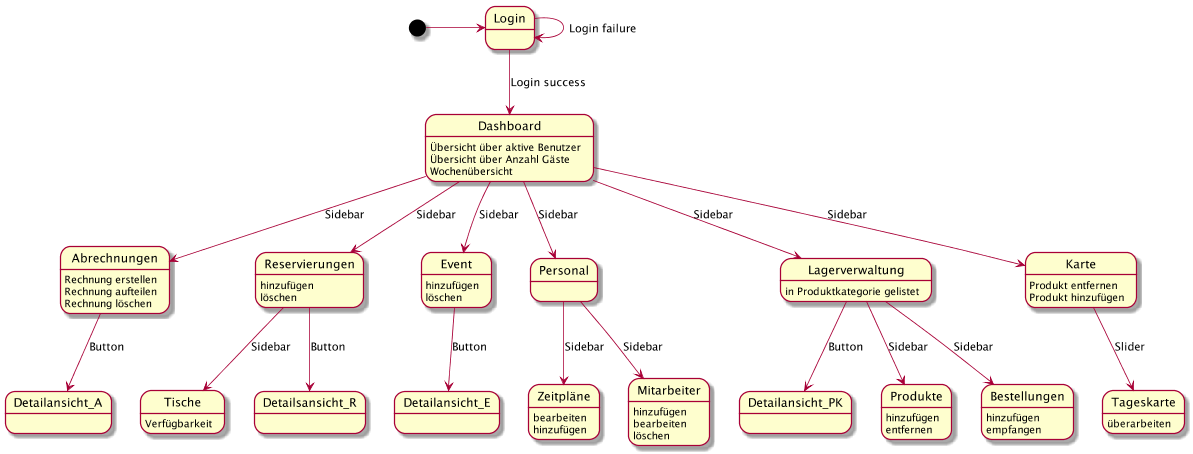 Login
Login failure
Login success
Dashboard
Übersicht über aktive Benutzer
Übersicht über Anzahl Gäste
Wochenübersicht
Sidebar
Sidebar
Sidebar
Sidebar
Sidebar
Sidebar
Abrechnungen
Rechnung erstellen
Rechnung aufteilen
Rechnung löschen
Reservierungen
hinzufügen
löschen
Event
hinzufügen
löschen
Personal
Lagerverwaltung
in Produktkategorie gelistet
Karte
Produkt entfernen
Produkt hinzufügen
Button
Sidebar
Button
Button
Sidebar
Sidebar
Button
Sidebar
Sidebar
Slider
Detailansicht_A
Tische
Verfügbarkeit
Detailsansicht_R
Detailansicht_E
Zeitpläne
bearbeiten
hinzufügen
Mitarbeiter
hinzufügen
bearbeiten
löschen
Detailansicht_PK
Produkte
hinzufügen
entfernen
Bestellungen
hinzufügen
empfangen
Tageskarte
überarbeiten